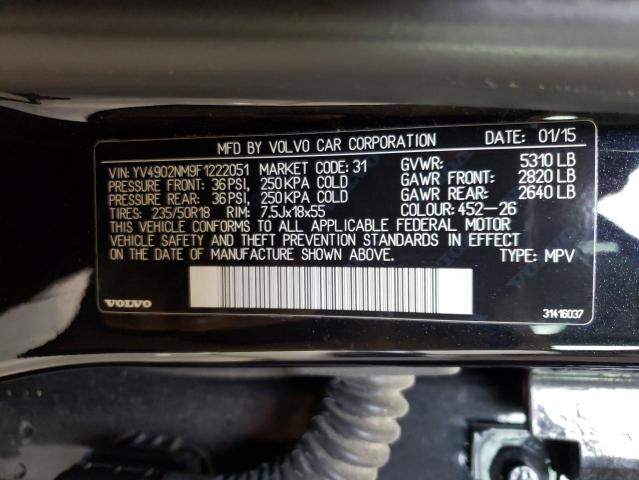 MFD BY VOLVO CAR CORPORATION DATE: 01/15
VIN: YV4902NM9F1222051 MARKET CODE: 31 GVWR: 5310 LB
PRESSURE FRONT: 36 PSI, 250 KPA COLD GAWR FRONT: 2820 LB
PRESSURE REAR: 36 PSI, 250 KPA COLD GAWR REAR: 2640 LB
TIRES: 235/50R18 RIM: 7.5Jx18x55 COLOUR: 452-26
THIS VEHICLE CONFORMS TO ALL APPLICABLE FEDERAL MOTOR
VEHICLE SAFETY AND THEFT PREVENTION STANDARDS IN EFFECT
ON THE DATE OF MANUFACTURE SHOWN ABOVE. TYPE: MPV
VOLVO 31416037